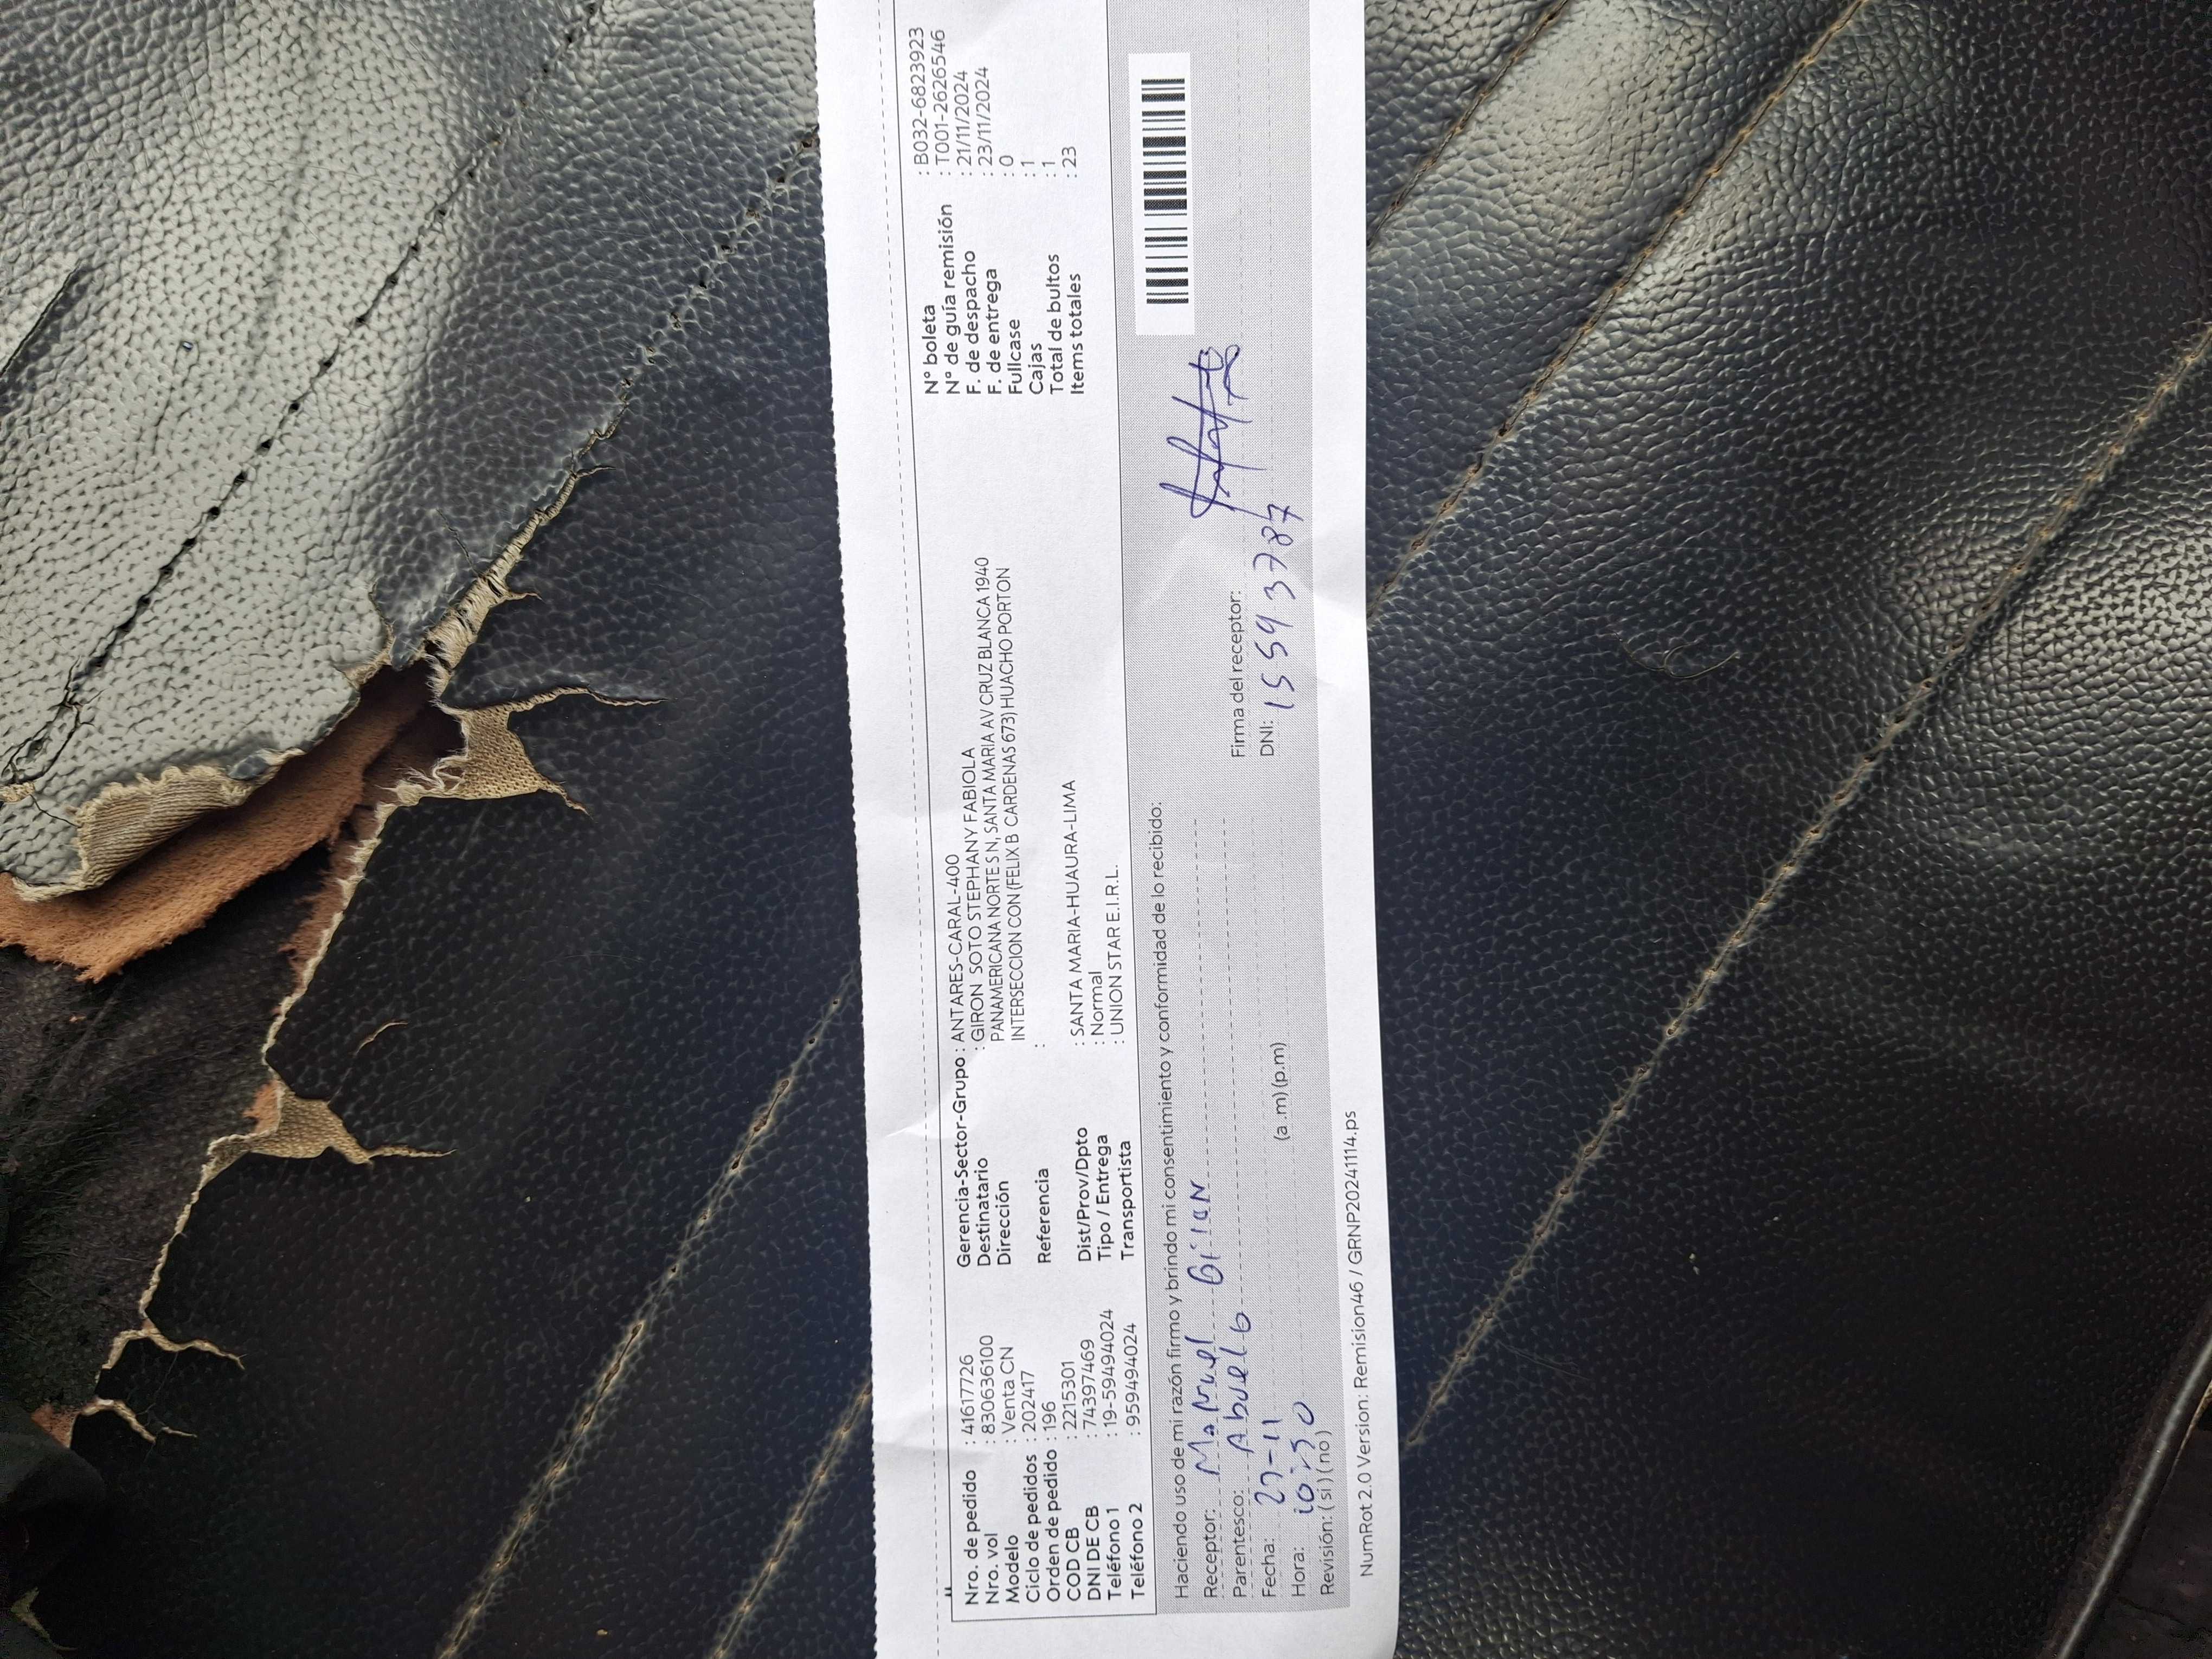 Nro. de pedido : 41617726
Nro. vol : 830636100
Modelo : Venta CN
Ciclo de pedidos : 202417
Orden de pedido : 196
COD CB : 2215301
DNI DE CB : 74397469
Teléfono 1 : 19-59494024
Teléfono 2 : 959494024
Gerencia-Sector-Grupo : ANTARES-CARAL-400
Destinatario : GIRON SOTO STEPHANY FABIOLA
Dirección PANAMERICANA NORTE S N, SANTA MARIA AV CRUZ BLANCA 1940
INTERSECCION CON (FELIX B CARDENAS 673) HUACHO PORTON
Referencia :
Dist/Prov/Dpto : SANTA MARIA-HUAURA-LIMA
Tipo / Entrega : Normal
Transportista : UNION STAR E.I.R.L.
N° boleta : B032-6823923
N° de guía remisión : T001-2626546
F. de despacho : 21/11/2024
F. de entrega : 23/11/2024
Fullcase : 0
Cajas : 1
Total de bultos : 1
Items totales : 23
Haciendo uso de mi razón firmo y brindo mi consentimiento y conformidad de lo recibido:
Receptor: Manuel
Parentesco: Abuelo
Fecha: -11
Hora:
(a .m) (p.m)
Revisión: ( si ) ( no )
Firma del receptor:
DNI: 15593787
NumRot 2.0 Version: Remision46 / GRNP20241114.ps